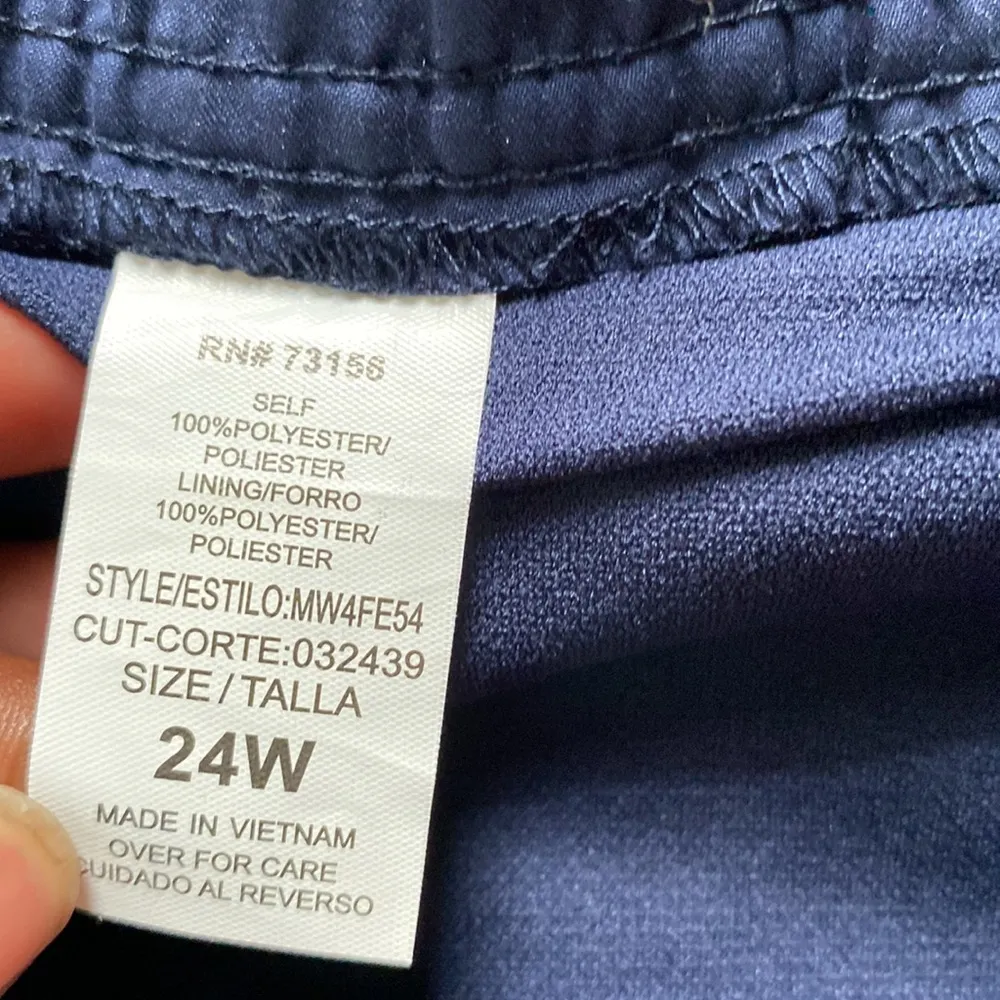 RN# 73156
SELF
100%POLYESTER/
POLIESTER
LINING/FORRO
100%POLYESTER/
POLIESTER
STYLE/ESTILO:MW4FE54
CUT-CORTE:032439
SIZE / TALLA
24W
MADE IN VIETNAM
OVER FOR CARE
CUIDADO AL REVERSO